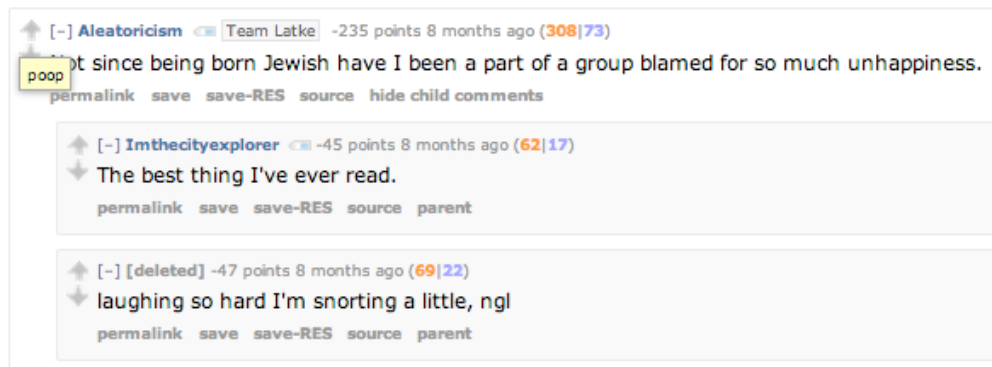 [-] Aleatoricism Team Latke -235 points 8 months ago (308|73)
poop
t since being born Jewish have I been a part of a group blamed for so much unhappiness.
permalink save save-RES source hide child comments
[-] Imthecityexplorer -45 points 8 months ago (62|17)
The best thing I've ever read.
permalink save save-RES source parent
[-] [deleted] -47 points 8 months ago (69|22)
laughing so hard I'm snorting a little, ngl
permalink save save-RES source parent